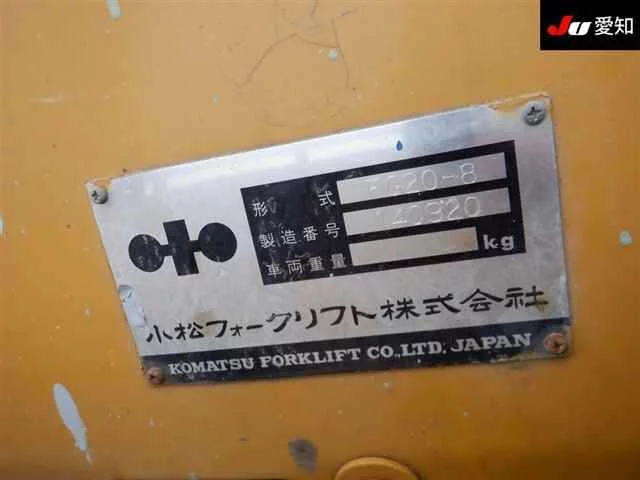 JU 愛知
形式 FG20-8
製造番号 140920
車両重量 kg
小松フォークリフト株式会社
KOMATSU FORKLIFT CO.,LTD. JAPAN